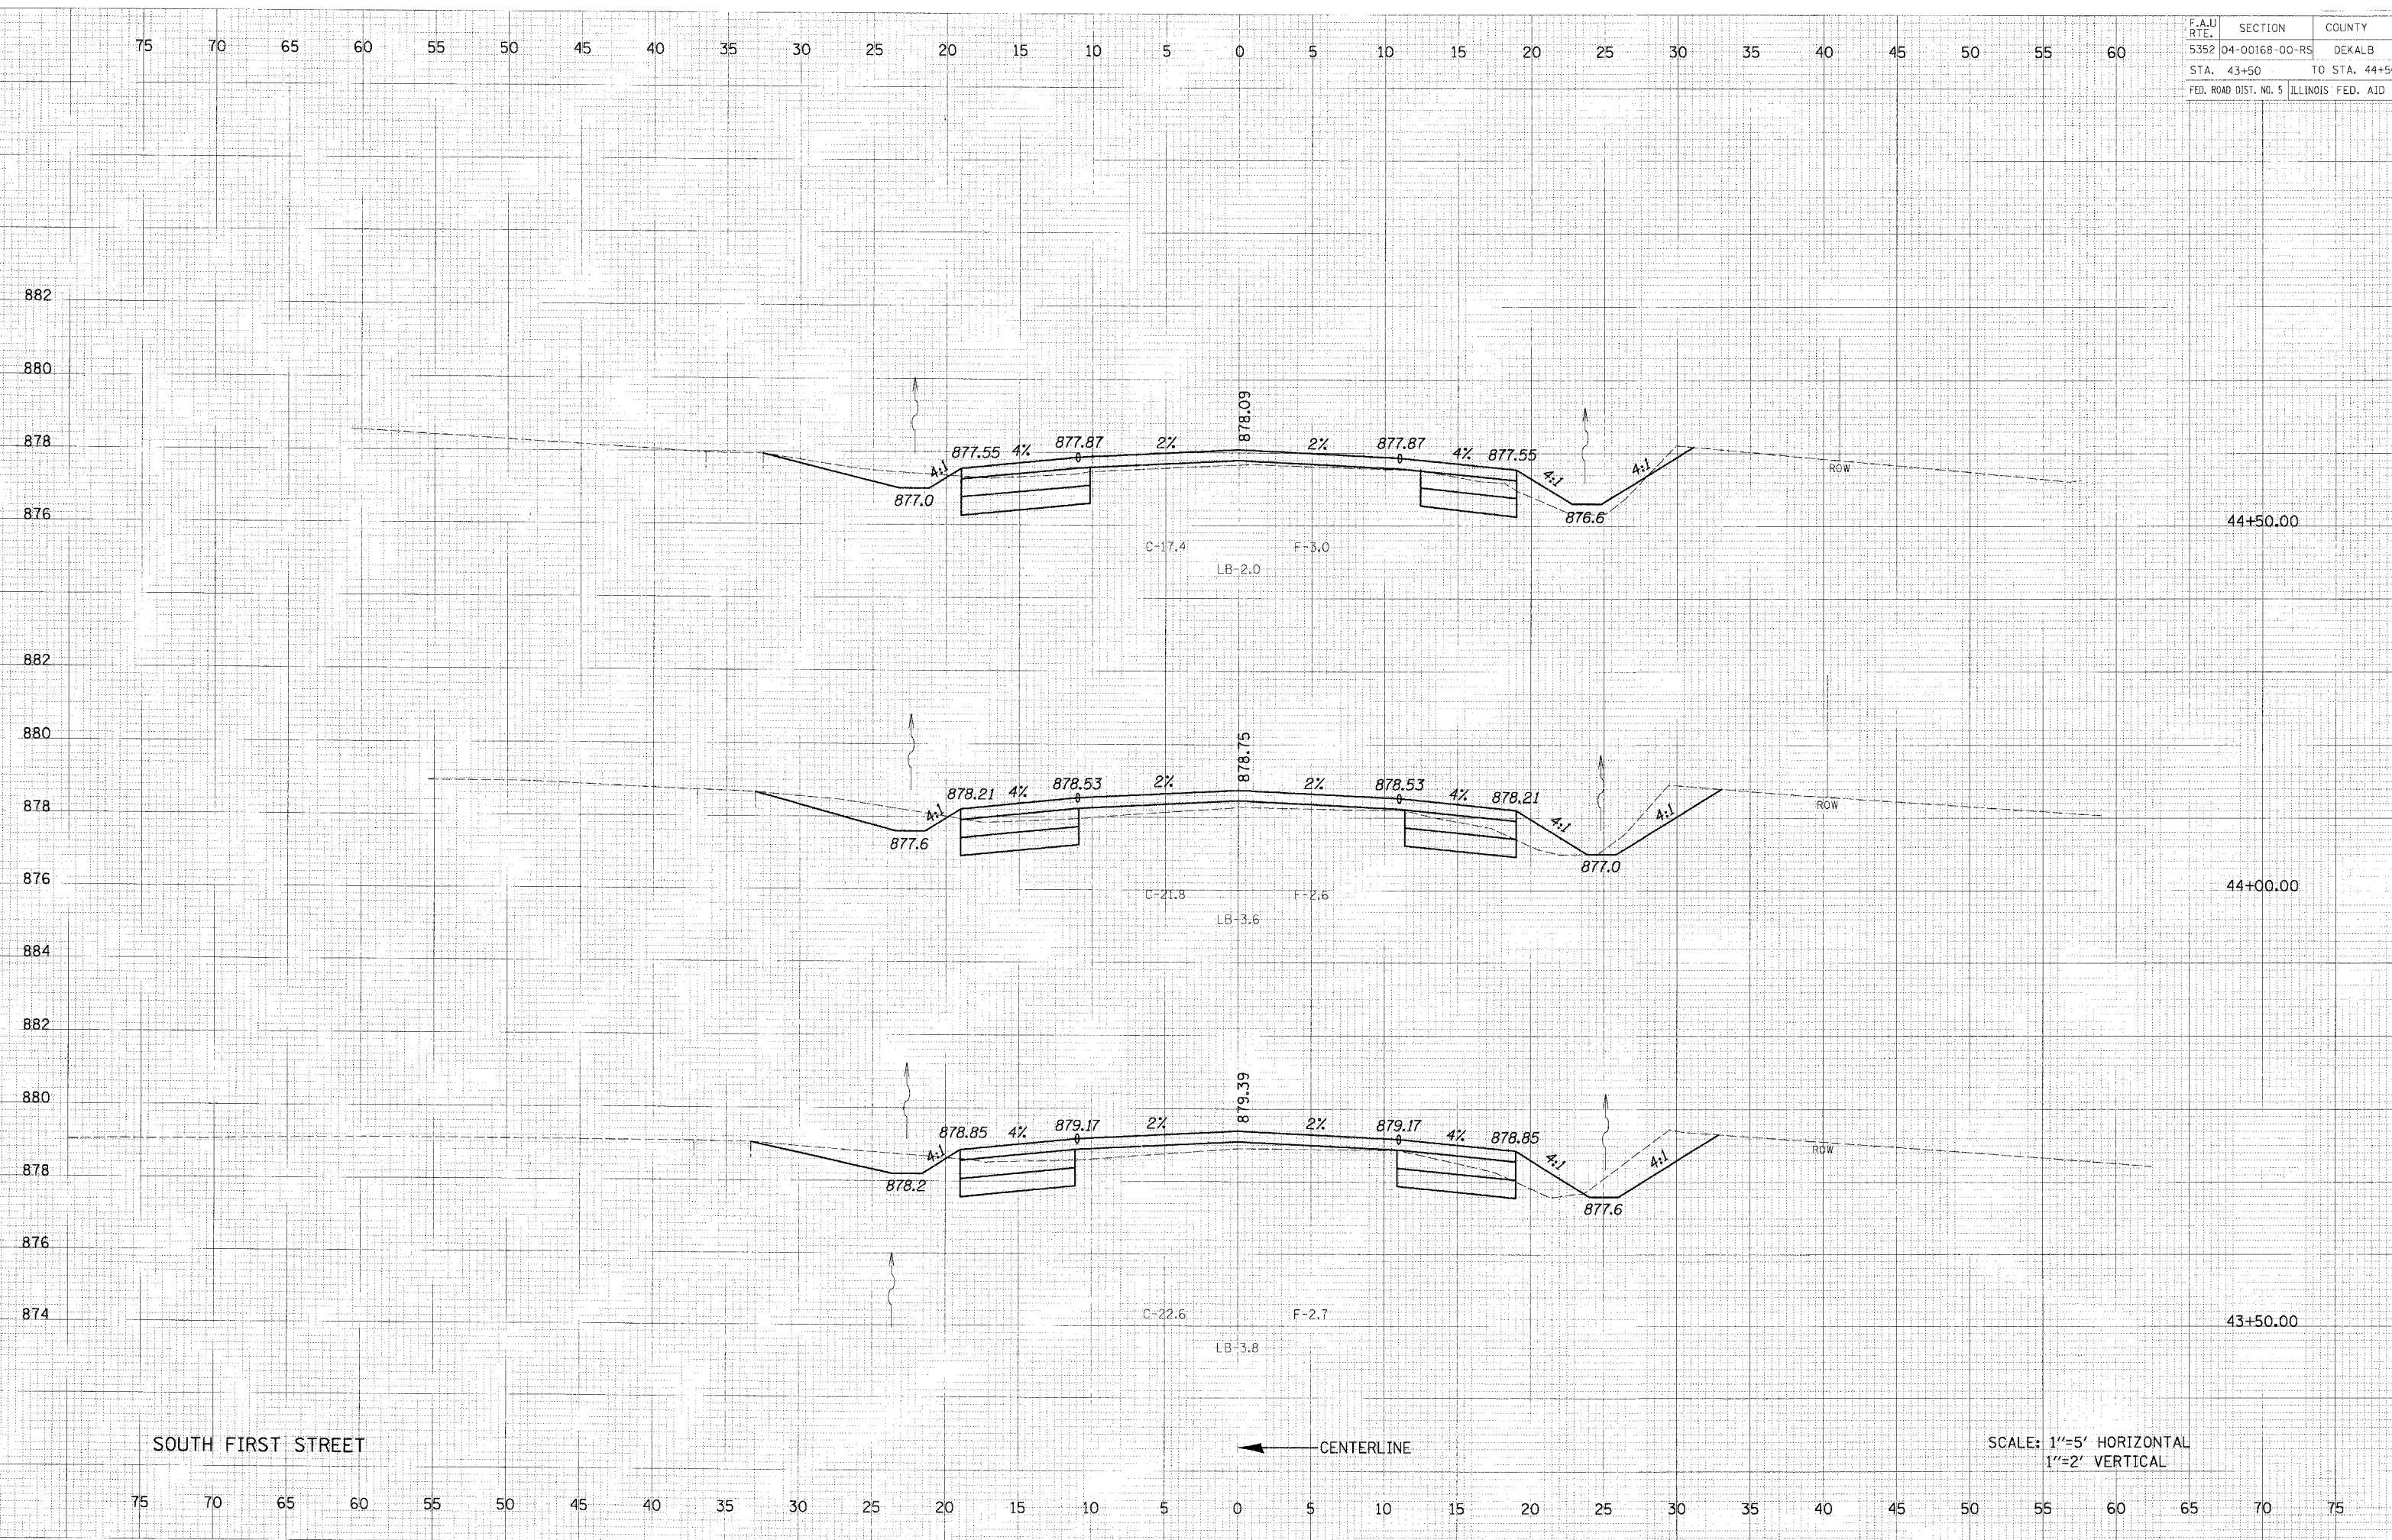 F.A.U RTE. SECTION COUNTY
5352 04-00168-00-RS DEKALB
STA. 43+50 TO STA. 44+5
FED. ROAD DIST. NO. 5 ILLINOIS FED. AID
75 70 65 60 55 50 45 40 35 30 25 20 15 10 5 0 5 10 15 20 25 30 35 40 45 50 55 60
882
880
878.09
878
877.55 4% 877.87 2% 2% 877.87 4% 877.55
4:1 4:1 4:1
ROW
877.0
876
876.6
44+50.00
C-17.4 F-3.0
LB-2.0
882
880
878.75
878
878.21 4% 878.53 2% 2% 878.53 4% 878.21
4:1 4:1 4:1
ROW
877.6
877.0
876
44+00.00
C-21.8 F-2.6
LB-3.6
884
882
880
879.39
878.85 4% 879.17 2% 2% 879.17 4% 878.85
4:1 4:1 4:1
ROW
878
878.2
877.6
876
874
C-22.6 F-2.7
43+50.00
LB-3.8
SOUTH FIRST STREET
CENTERLINE
SCALE: 1"=5' HORIZONTAL
1"=2' VERTICAL
75 70 65 60 55 50 45 40 35 30 25 20 15 10 5 0 5 10 15 20 25 30 35 40 45 50 55 60 65 70 75